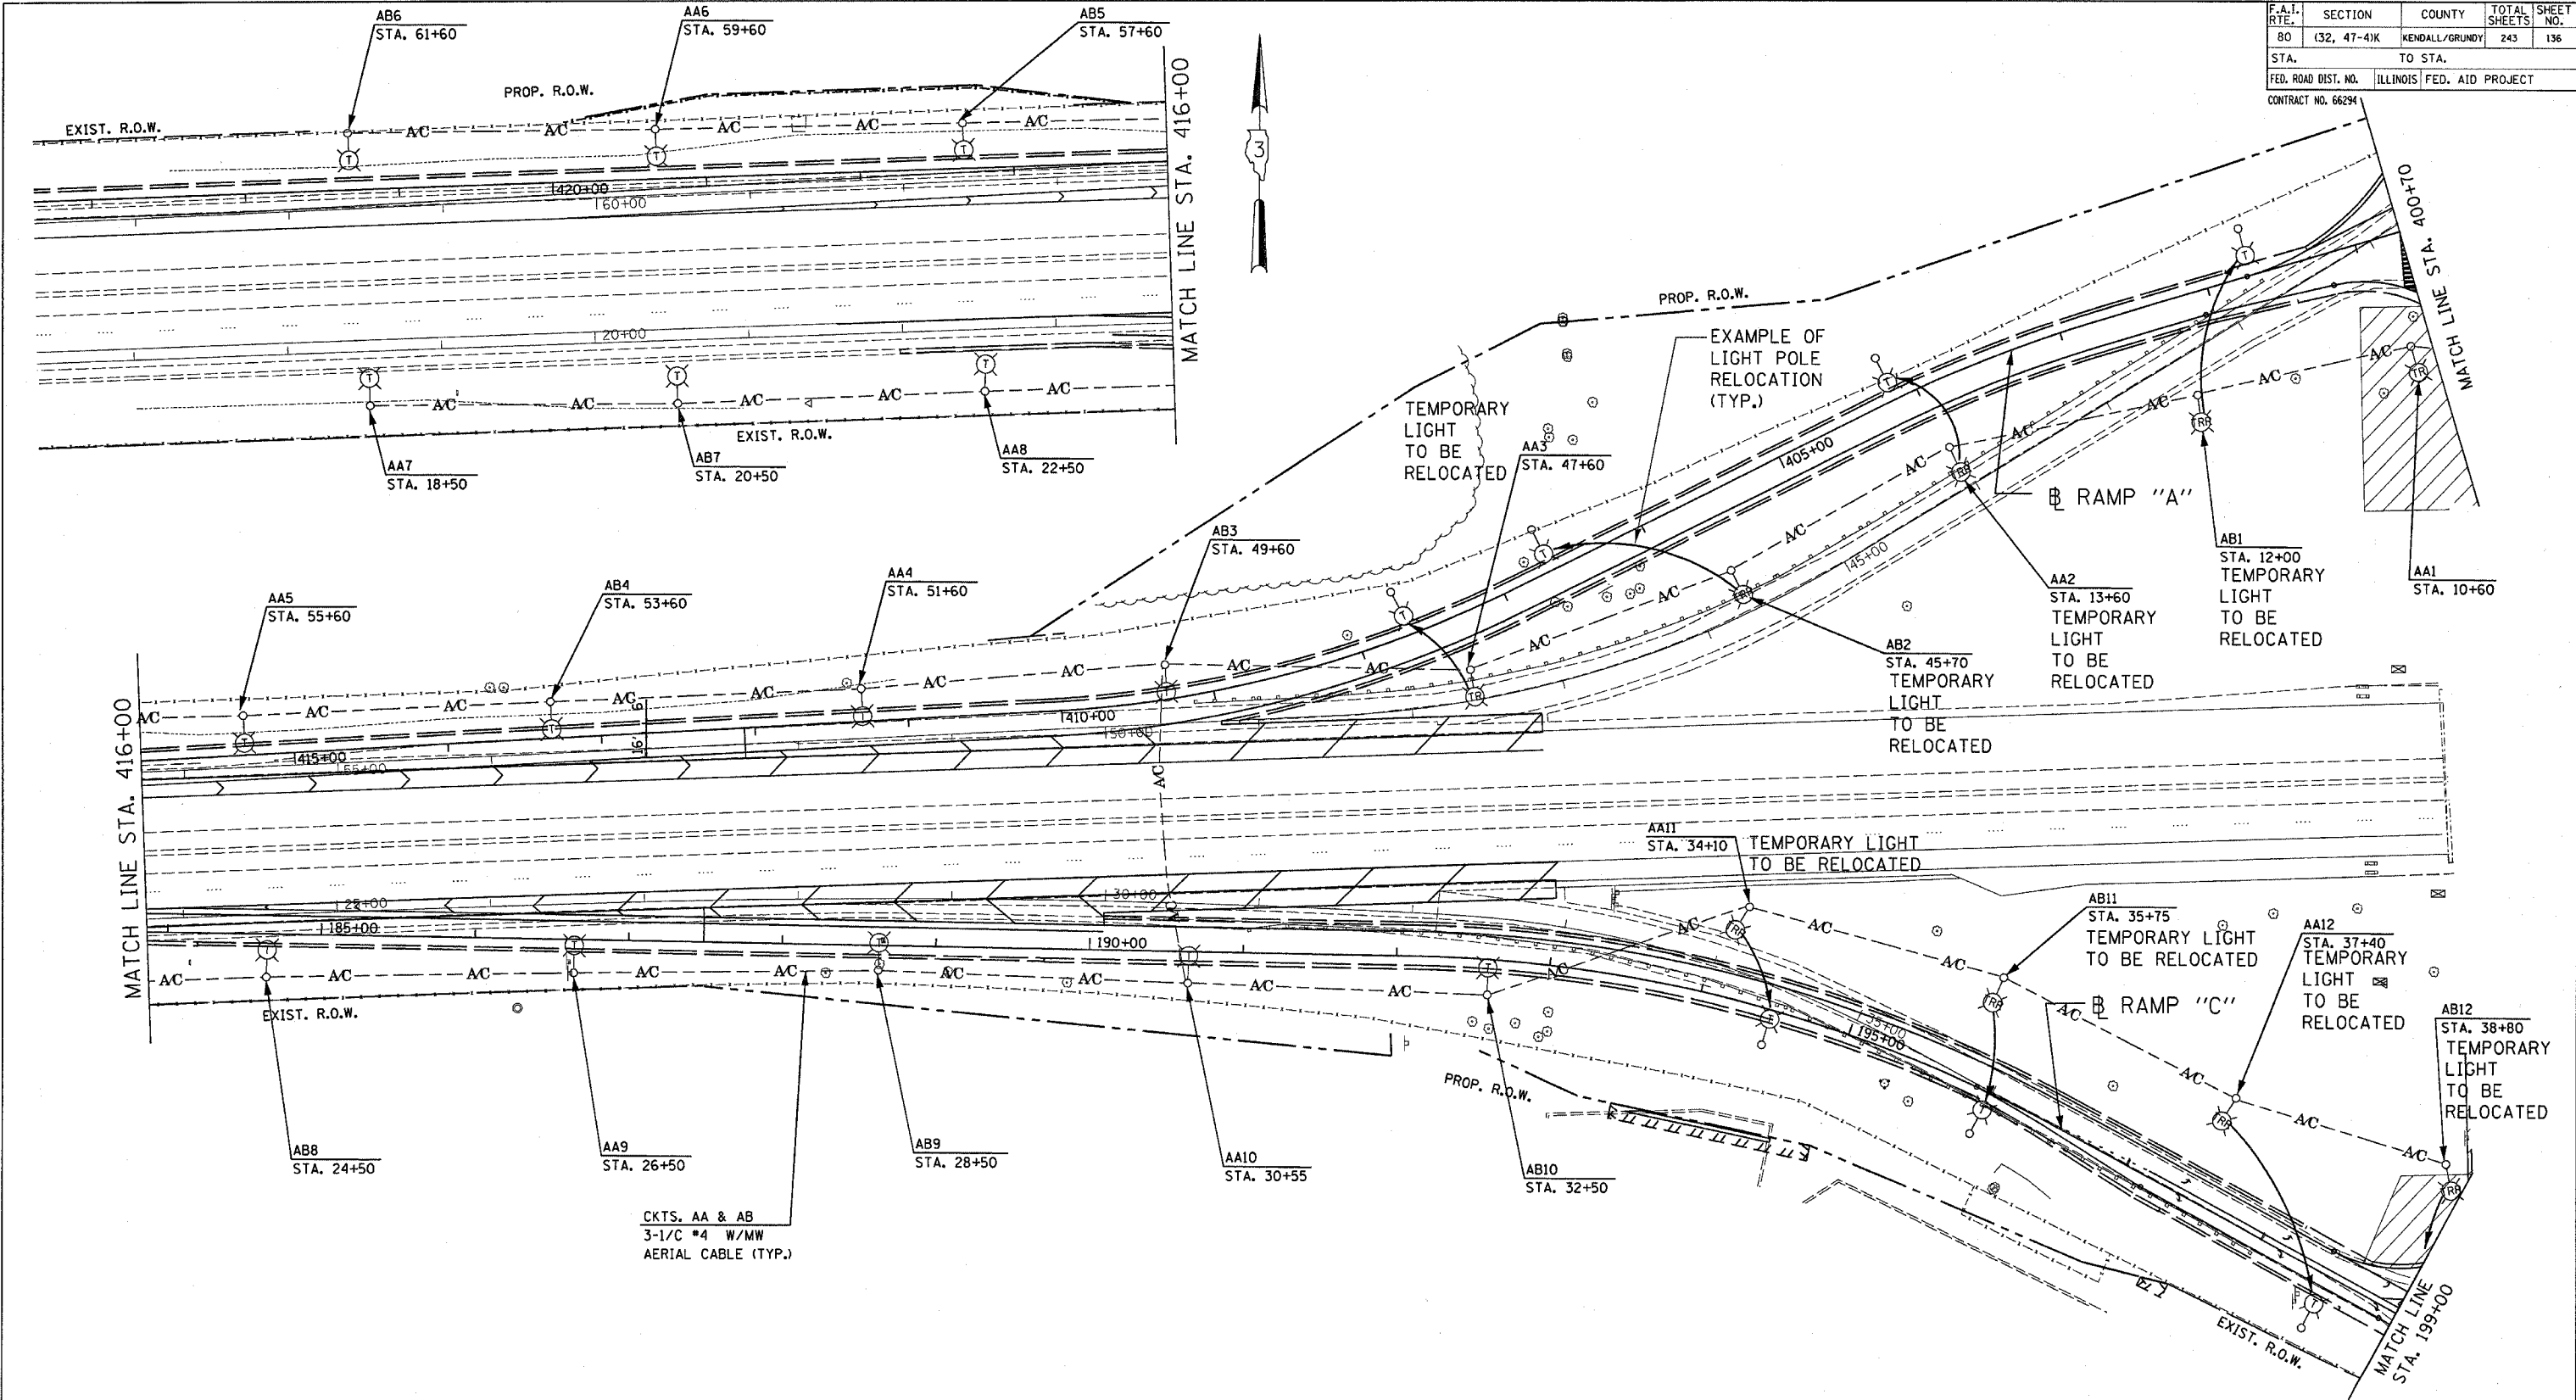 F.A.I. RTE. SECTION COUNTY TOTAL SHEETS SHEET NO.
80 (32, 47-4)K KENDALL/GRUNDY 243 136
STA. TO STA.
FED. ROAD DIST. NO. ILLINOIS FED. AID PROJECT
CONTRACT NO. 66294
AB6
STA. 61+60
AA6
STA. 59+60
AB5
STA. 57+60
PROP. R.O.W.
EXIST. R.O.W.
A/C A/C A/C A/C A/C
T T T
420+00
60+00
MATCH LINE STA. 416+00
3
20+00
T T T
A/C A/C A/C A/C A/C
EXIST. R.O.W.
AA7
STA. 18+50
AB7
STA. 20+50
AA8
STA. 22+50
PROP. R.O.W.
MATCH LINE STA. 400+70
EXAMPLE OF
LIGHT POLE
RELOCATION
(TYP.)
TEMPORARY
LIGHT
TO BE
RELOCATED
AA3
STA. 47+60
405+00
45+00
B RAMP "A"
AB1
STA. 12+00
TEMPORARY
LIGHT
TO BE
RELOCATED
AA1
STA. 10+60
AA2
STA. 13+60
TEMPORARY
LIGHT
TO BE
RELOCATED
AB2
STA. 45+70
TEMPORARY
LIGHT
TO BE
RELOCATED
AB3
STA. 49+60
AA4
STA. 51+60
AB4
STA. 53+60
AA5
STA. 55+60
MATCH LINE STA. 416+00
6'
16'
415+00
55+00
410+00
50+00
A/C
AA11
STA. 34+10
TEMPORARY LIGHT
TO BE RELOCATED
25+00
30+00
185+00
190+00
35+00
195+00
AB11
STA. 35+75
TEMPORARY LIGHT
TO BE RELOCATED
B RAMP "C"
AA12
STA. 37+40
TEMPORARY
LIGHT
TO BE
RELOCATED
AB12
STA. 38+80
TEMPORARY
LIGHT
TO BE
RELOCATED
EXIST. R.O.W.
PROP. R.O.W.
AB8
STA. 24+50
AA9
STA. 26+50
AB9
STA. 28+50
AA10
STA. 30+55
AB10
STA. 32+50
CKTS. AA & AB
3-1/C #4 W/MW
AERIAL CABLE (TYP.)
EXIST. R.O.W.
MATCH LINE
STA. 199+00